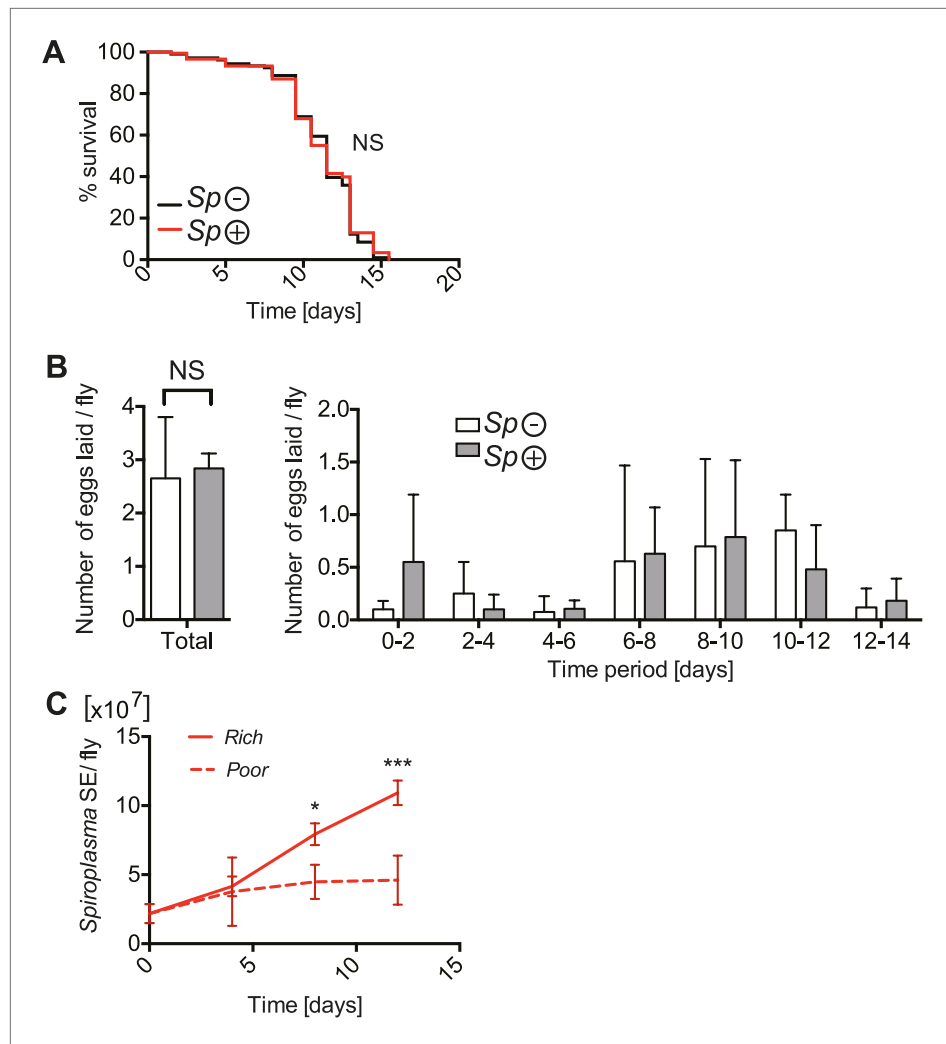 A
100
80
60
40
20
0
% survival
NS
Sp -
Sp +
0 5 10 15 20
Time [days]
B
NS
4
3
2
1
0
Number of eggs laid / fly
Total
2.0
1.5
1.0
0.5
0.0
Number of eggs laid / fly
Sp -
Sp +
0-2 2-4 4-6 6-8 8-10 10-12 12-14
Time period [days]
C [x10⁷]
15
10
5
0
Spiroplasma SE/ fly
Rich
Poor
* ***
0 5 10 15
Time [days]